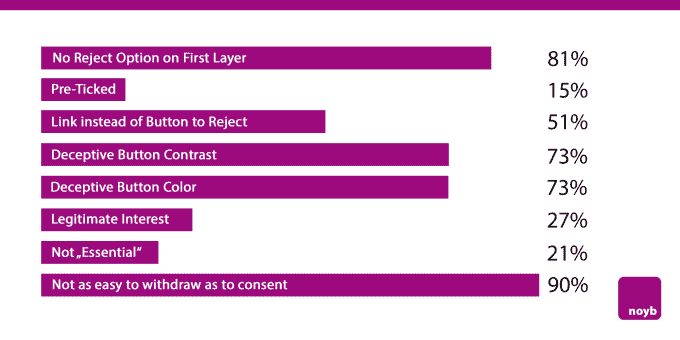 No Reject Option on First Layer 81%
Pre-Ticked 15%
Link instead of Button to Reject 51%
Deceptive Button Contrast 73%
Deceptive Button Color 73%
Legitimate Interest 27%
Not „Essential“ 21%
Not as easy to withdraw as to consent 90%
noyb